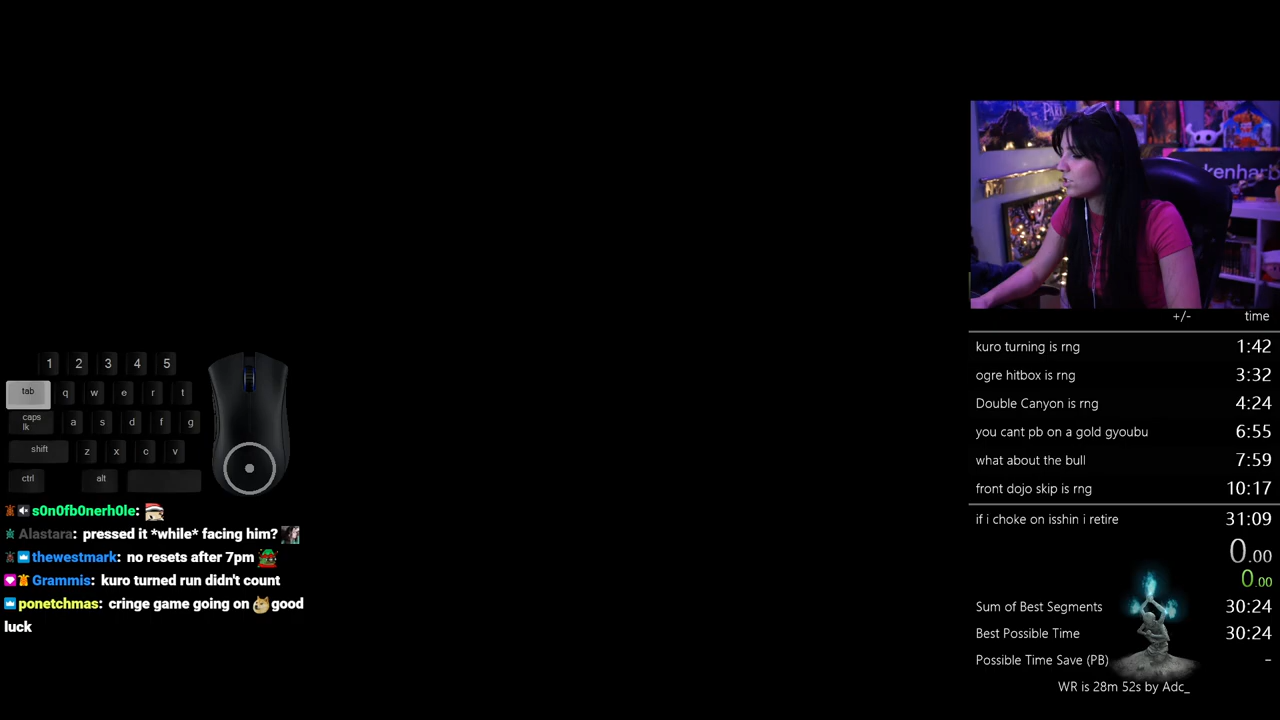 PARK
kenhar
+/- time
kuro turning is rng 1:42
ogre hitbox is rng 3:32
Double Canyon is rng 4:24
you cant pb on a gold gyoubu 6:55
what about the bull 7:59
front dojo skip is rng 10:17
if i choke on isshin i retire 31:09
0.00
0.00
Sum of Best Segments 30:24
Best Possible Time 30:24
Possible Time Save (PB) -
WR is 28m 52s by Adc_
1 2 3 4 5
tab q w e r t
caps lk a s d f g
shift z x c v
ctrl alt
s0n0fb0nerh0le:
Alastara: pressed it *while* facing him?
thewestmark: no resets after 7pm
Grammis: kuro turned run didn't count
ponetchmas: cringe game going on good
luck